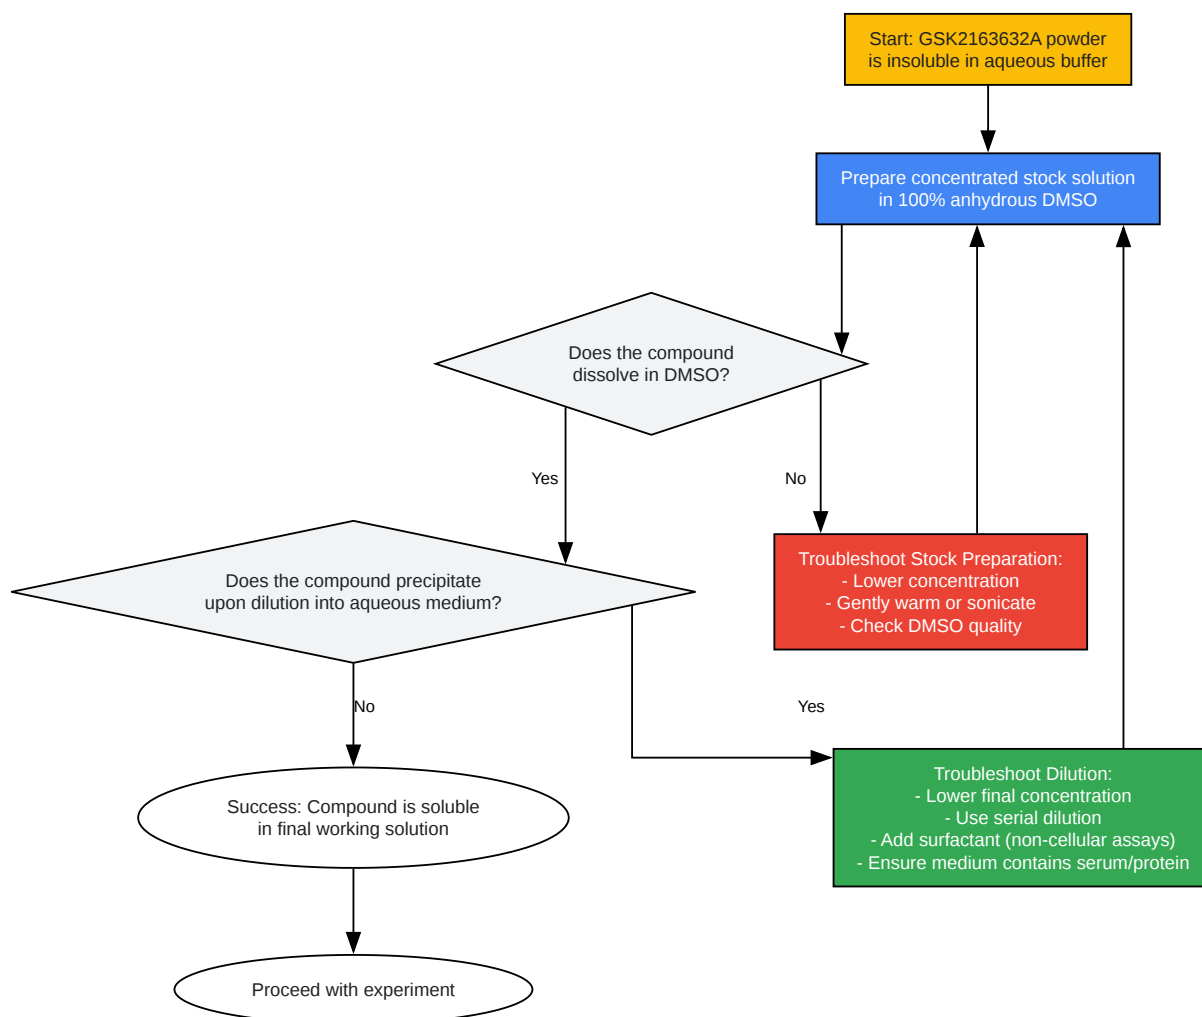 Start: GSK2163632A powder
is insoluble in aqueous buffer
Prepare concentrated stock solution
in 100% anhydrous DMSO
Does the compound
dissolve in DMSO?
Yes
No
Troubleshoot Stock Preparation:
- Lower concentration
- Gently warm or sonicate
- Check DMSO quality
Does the compound precipitate
upon dilution into aqueous medium?
No
Yes
Troubleshoot Dilution:
- Lower final concentration
- Use serial dilution
- Add surfactant (non-cellular assays)
- Ensure medium contains serum/protein
Success: Compound is soluble
in final working solution
Proceed with experiment